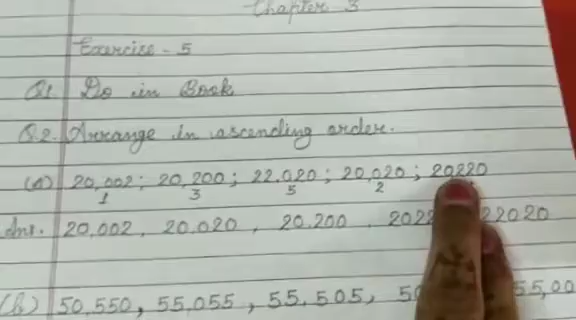 Chapter 3
Exercise - 5
Q1. Do in Book
Q.2. Arrange in ascending order.
(a) 20,002; 20,200; 22,020; 20,020; 20220
1 3 5 2
Ans. 20,002, 20,020, 20,200, 2022 22020
(b) 50,550, 55,055, 55,505, 50 55,00